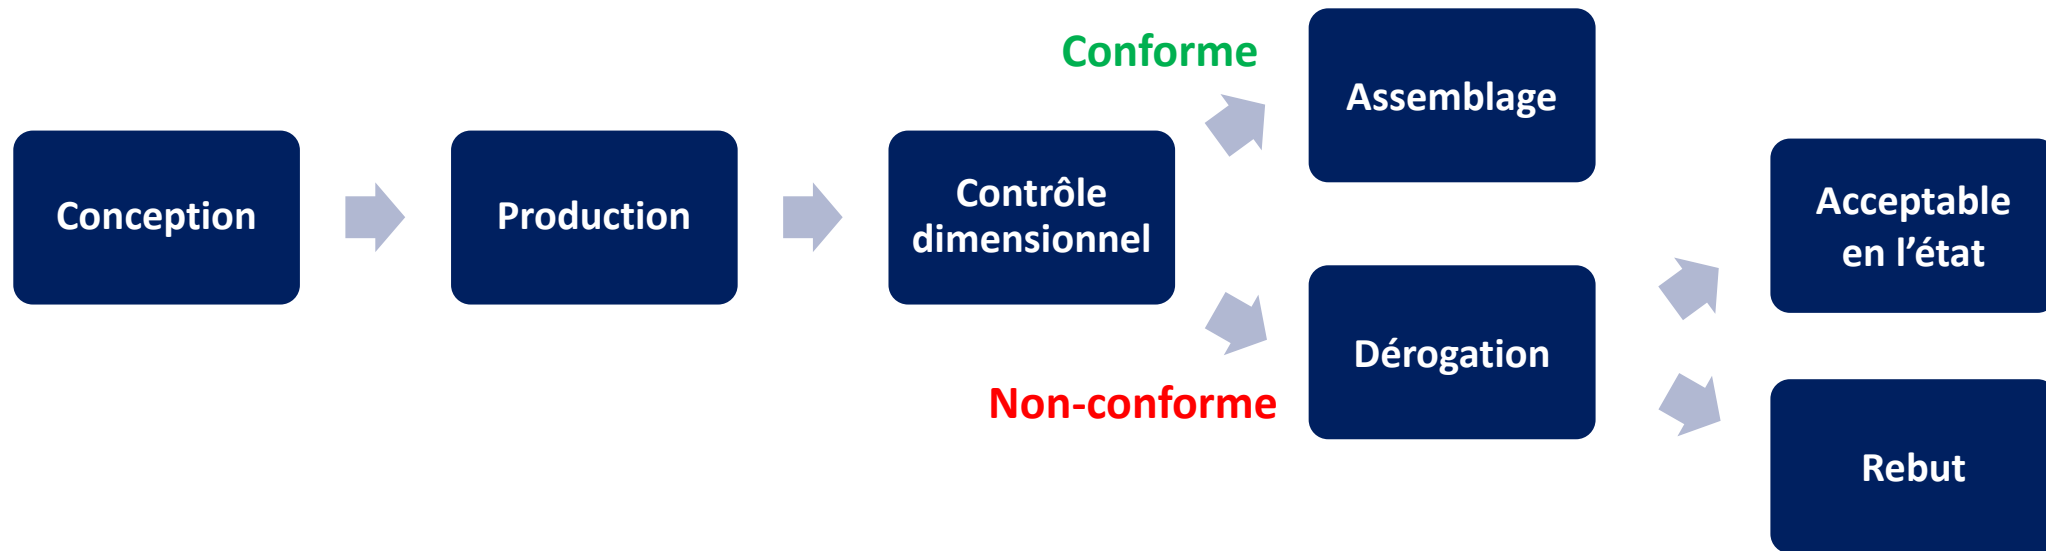 Conception
Production
Contrôle
dimensionnel
Conforme
Non-conforme
Assemblage
Dérogation
Acceptable
en l’état
Rebut